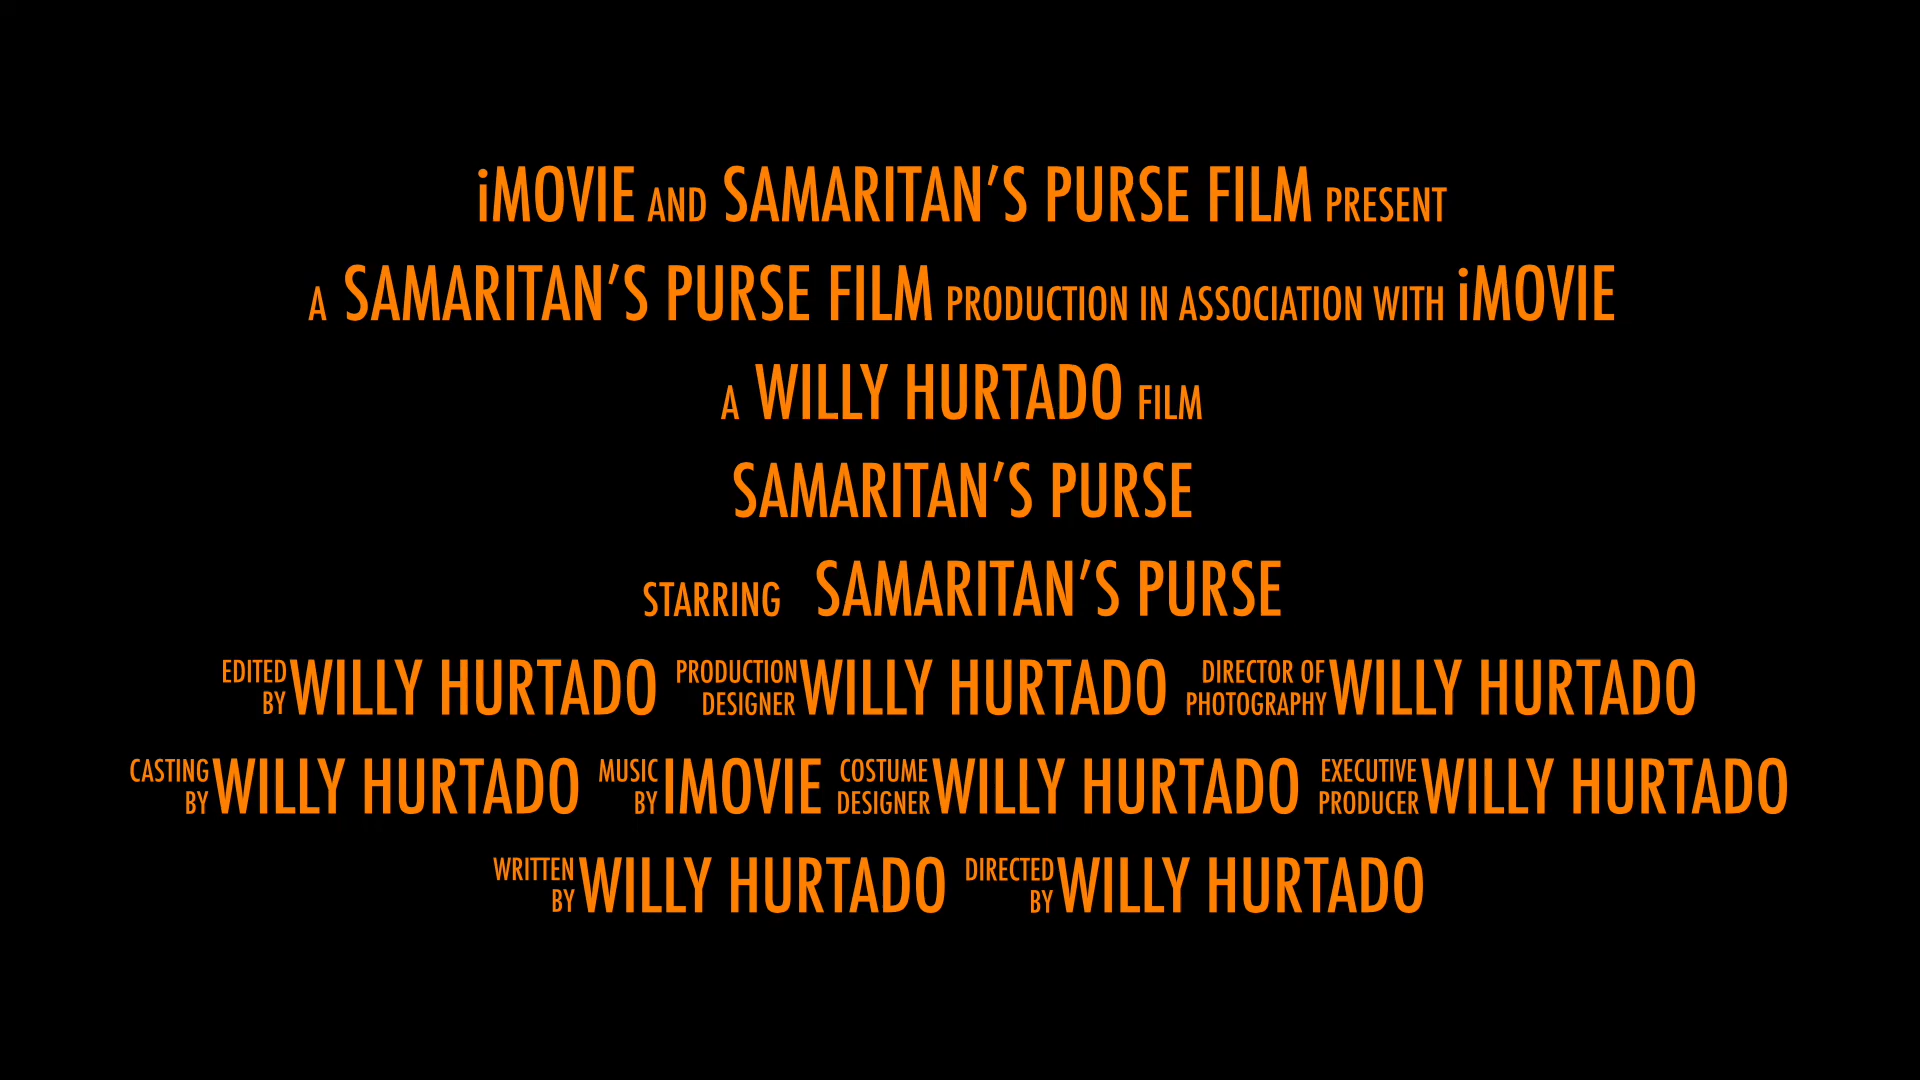 iMOVIE AND SAMARITAN’S PURSE FILM PRESENT
A SAMARITAN’S PURSE FILM PRODUCTION IN ASSOCIATION WITH iMOVIE
A WILLY HURTADO FILM
SAMARITAN’S PURSE
STARRING SAMARITAN’S PURSE
EDITED BY WILLY HURTADO PRODUCTION DESIGNER WILLY HURTADO DIRECTOR OF PHOTOGRAPHY WILLY HURTADO
CASTING BY WILLY HURTADO MUSIC BY IMOVIE COSTUME DESIGNER WILLY HURTADO EXECUTIVE PRODUCER WILLY HURTADO
WRITTEN BY WILLY HURTADO DIRECTED BY WILLY HURTADO